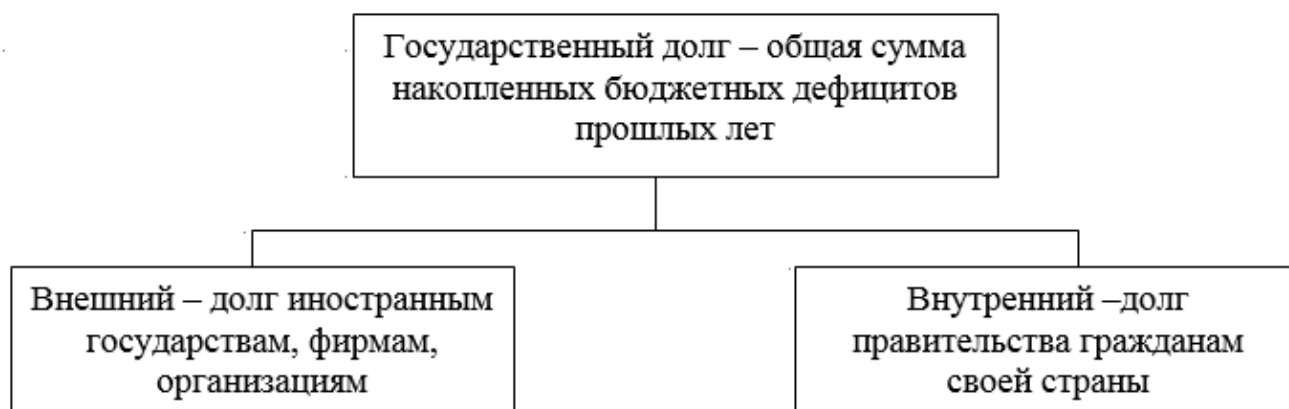 Государственный долг – общая сумма
накопленных бюджетных дефицитов
прошлых лет
Внешний – долг иностранным
государствам, фирмам,
организациям
Внутренний –долг
правительства гражданам
своей страны